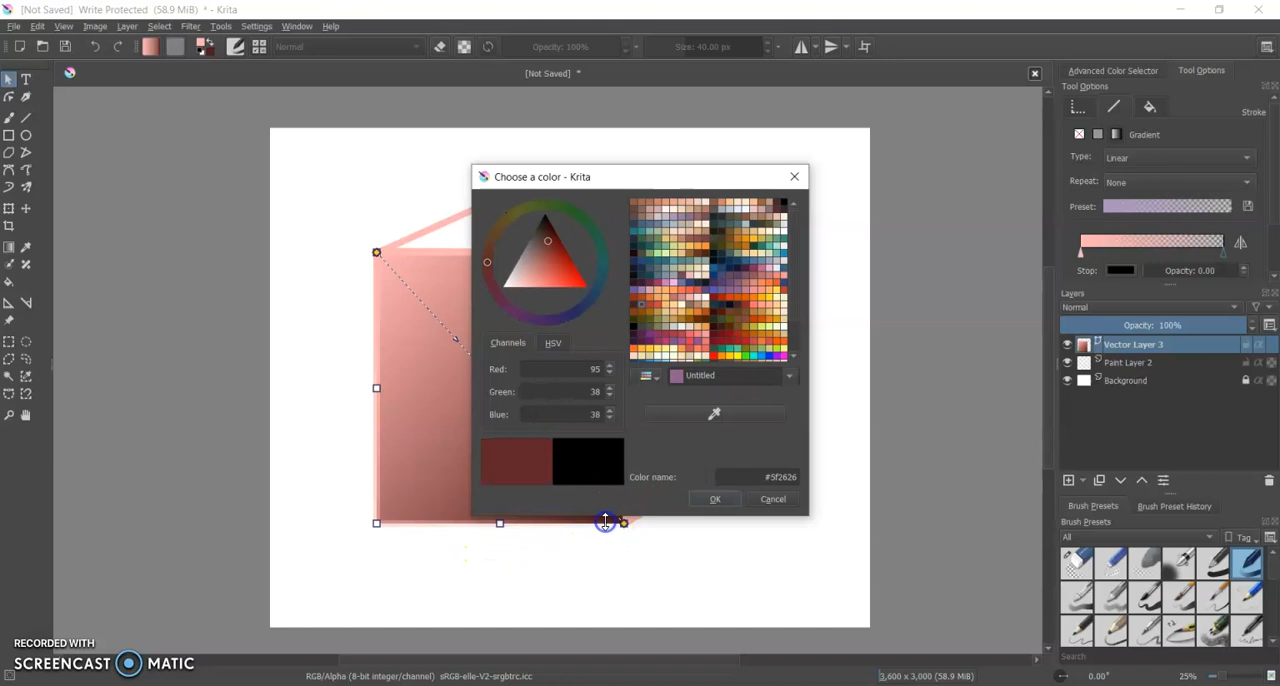 [Not Saved] Write Protected (58.9 MiB) * - Krita
File Edit View Image Layer Select Filter Tools Settings Window Help
Normal Opacity: 100% Size: 40.00 px
[Not Saved] *
Advanced Color Selector Tool Options
Tool Options
Stroke
Gradient
Type: Linear
Repeat: None
Preset:
Stop: Opacity: 0.00
Layers
Normal
Opacity: 100%
Vector Layer 3
Paint Layer 2
Background
Brush Presets Brush Preset History
Brush Presets
All Tag
Search
Choose a color - Krita
Channels HSV
Red: 95
Green: 38
Blue: 38
Untitled
Color name: #5f2626
OK Cancel
RECORDED WITH
SCREENCAST MATIC
RGB/Alpha (8-bit integer/channel) sRGB-elle-V2-srgbtrc.icc
3,600 x 3,000 (58.9 MiB)
0.00°
25%